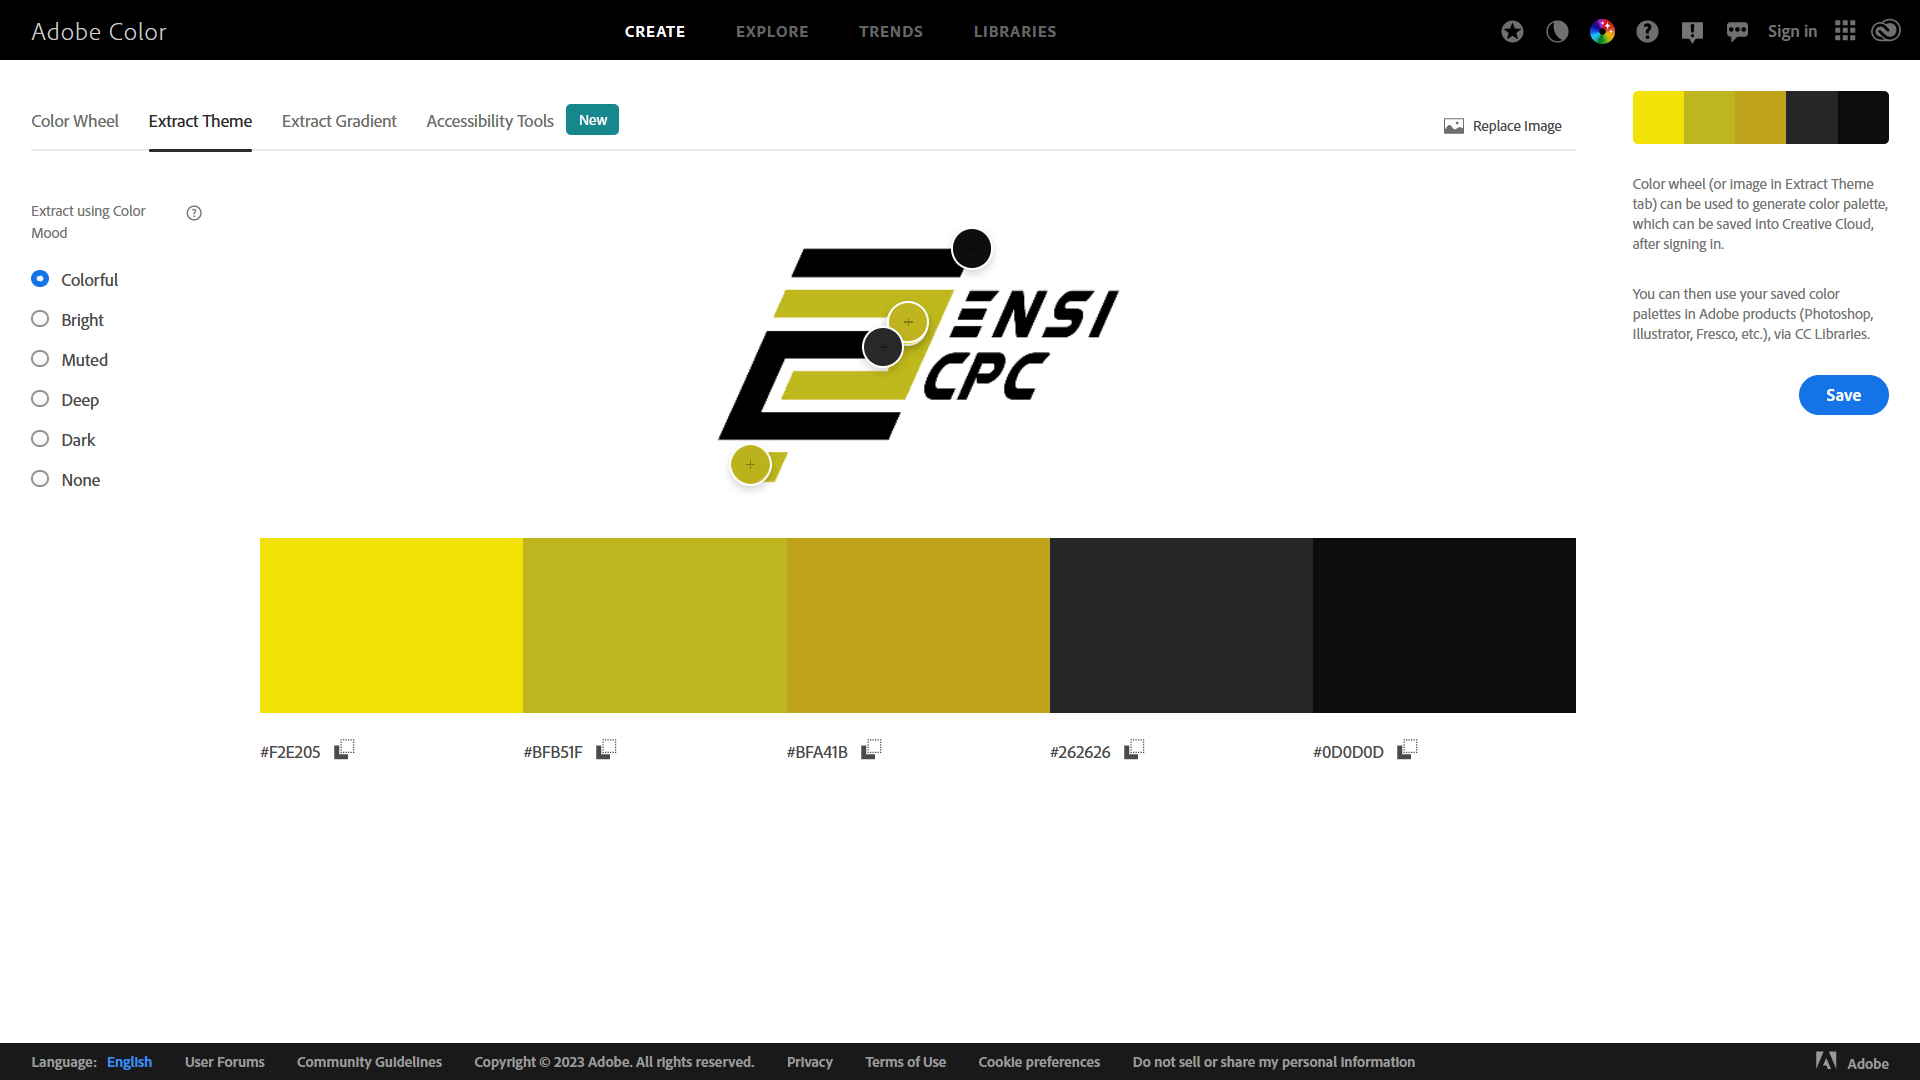 Adobe Color
CREATE EXPLORE TRENDS LIBRARIES
Sign in
Color Wheel Extract Theme Extract Gradient Accessibility Tools New
Replace Image
Extract using Color
Mood
Colorful
Bright
Muted
Deep
Dark
None
ENSI
CPC
Color wheel (or image in Extract Theme
tab) can be used to generate color palette,
which can be saved into Creative Cloud,
after signing in.
You can then use your saved color
palettes in Adobe products (Photoshop,
Illustrator, Fresco, etc.), via CC Libraries.
Save
#F2E205 #BFB51F #BFA41B #262626 #0D0D0D
Language: English User Forums Community Guidelines Copyright © 2023 Adobe. All rights reserved. Privacy Terms of Use Cookie preferences Do not sell or share my personal information Adobe